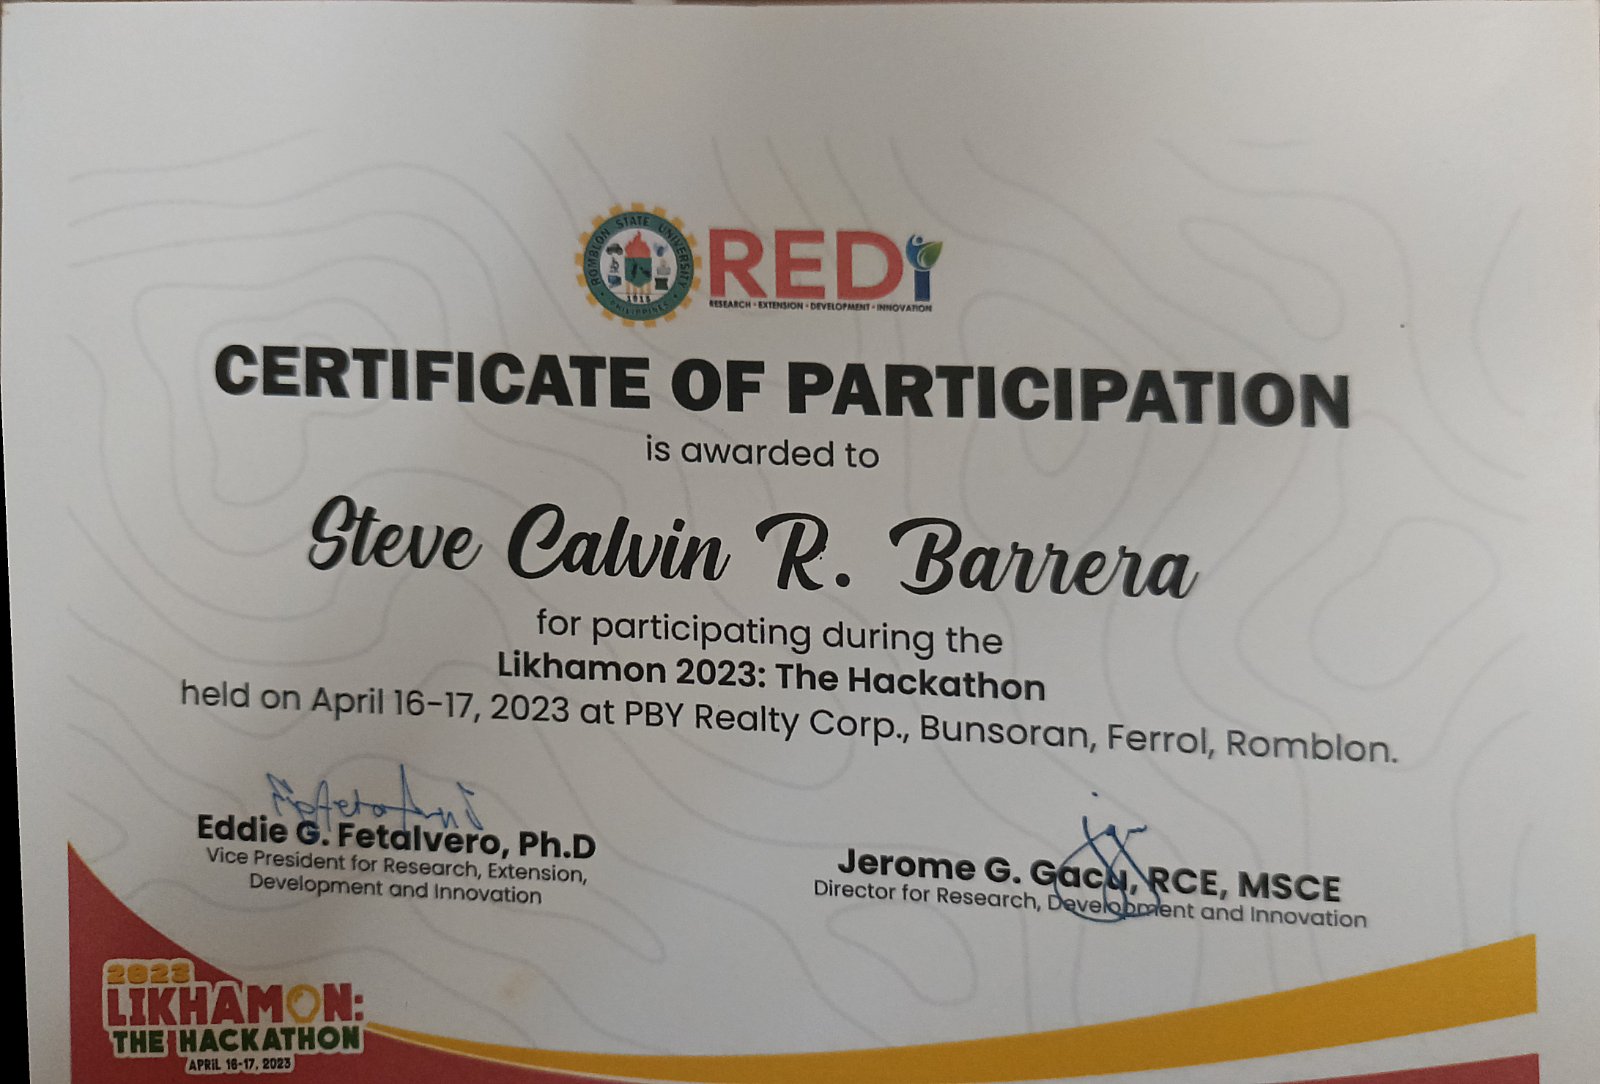 ROMBLON STATE UNIVERSITY
1915
PHILIPPINES
REDi
RESEARCH • EXTENSION • DEVELOPMENT • INNOVATION
CERTIFICATE OF PARTICIPATION
is awarded to
Steve Calvin R. Barrera
for participating during the
Likhamon 2023: The Hackathon
held on April 16-17, 2023 at PBY Realty Corp., Bunsoran, Ferrol, Romblon.
Eddie G. Fetalvero, Ph.D
Vice President for Research, Extension,
Development and Innovation
Jerome G. Gacu, RCE, MSCE
Director for Research, Development and Innovation
2023
LIKHAMON:
THE HACKATHON
APRIL 16-17, 2023